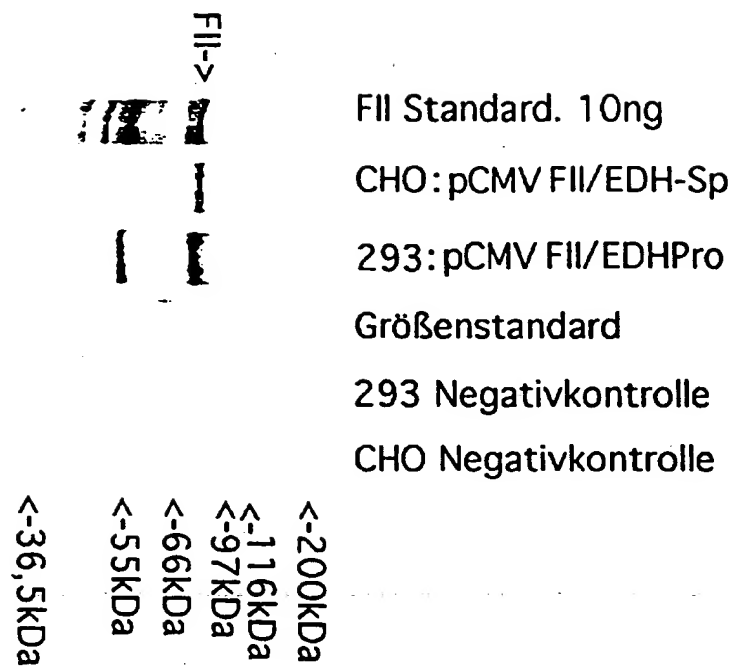 FII->
FII Standard. 10ng
CHO: pCMV FII/EDH-Sp
293: pCMV FII/EDHPro
Größenstandard
293 Negativkontrolle
CHO Negativkontrolle
<-200kDa
<-116kDa
<-97kDa
<-66kDa
<-55kDa
<-36,5kDa